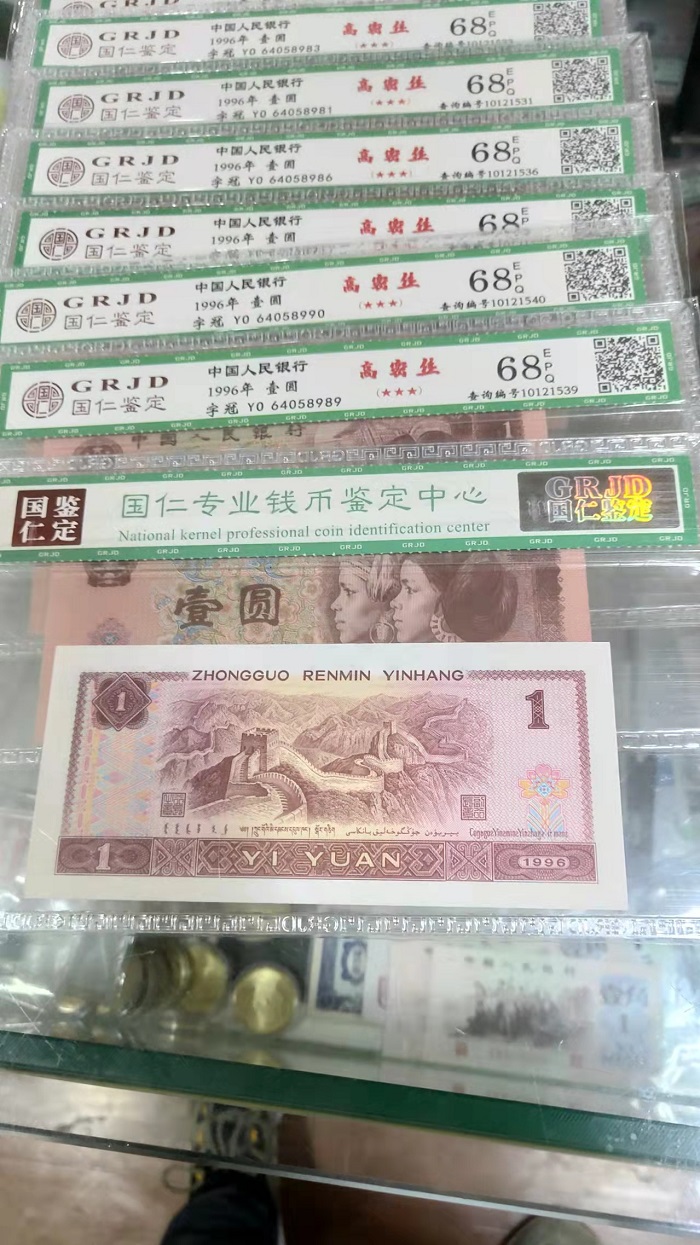 GRJD
中国人民银行
高密丝
68
E
P
Q
国仁鉴定
1996年 壹圆
(★★★)
字冠 Y0 64058983
GRJD
中国人民银行
高密丝
68
E
P
Q
国仁鉴定
1996年 壹圆
(★★★)
字冠 Y0 64058981
查询编号10121531
GRJD
中国人民银行
高密丝
68
E
P
Q
国仁鉴定
1996年 壹圆
(★★★)
字冠 Y0 64058986
查询编号10121536
GRJD
中国人民银行
高密丝
68
E
P
国仁鉴定
1996年 壹圆
(★★★)
GRJD
中国人民银行
高密丝
68
E
P
Q
国仁鉴定
1996年 壹圆
(★★★)
字冠 Y0 64058990
查询编号10121540
GRJD
中国人民银行
高密丝
68
E
P
Q
国仁鉴定
1996年 壹圆
(★★★)
字冠 Y0 64058989
查询编号10121539
中国人民银行
1
国仁鉴定
国仁专业钱币鉴定中心
National kernel professional coin identification center
GRJD
国仁鉴定
壹圆
ZHONGGUO RENMIN YINHANG
1
1
1
YI YUAN
1996